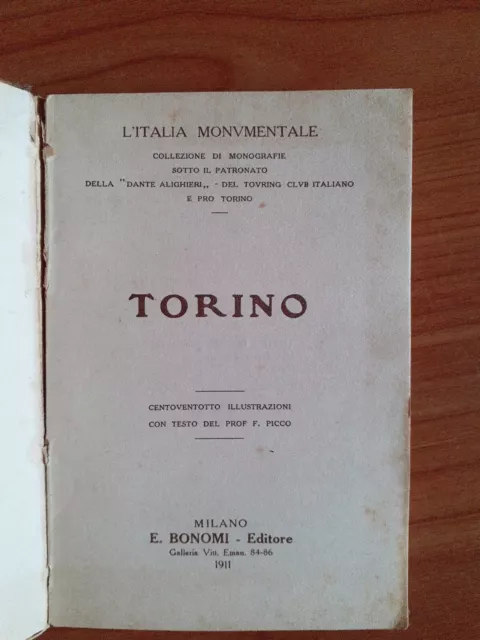 L'ITALIA MONVMENTALE
COLLEZIONE DI MONOGRAFIE
SOTTO IL PATRONATO
DELLA "DANTE ALIGHIERI„ - DEL TOVRING CLVB ITALIANO
E PRO TORINO
TORINO
CENTOVENTOTTO ILLUSTRAZIONI
CON TESTO DEL PROF F. PICCO
MILANO
E. BONOMI - Editore
Galleria Vitt. Eman. 84-86
1911